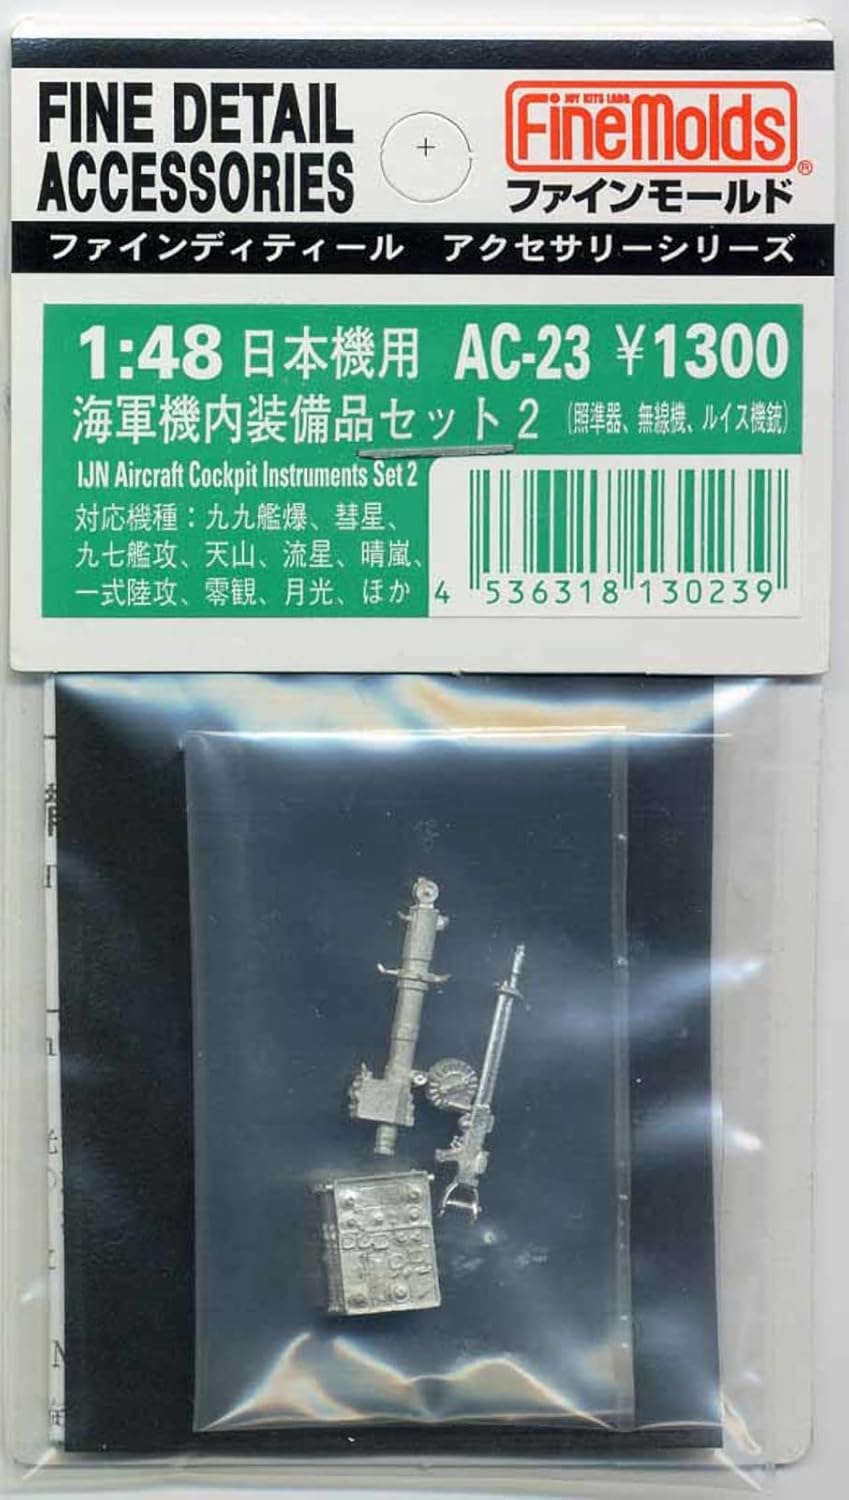 FINE DETAIL
ACCESSORIES
JOY KITS LABO.
FineMolds®
ファインモールド
ファインディティール アクセサリーシリーズ
1:48 日本機用 AC-23 ¥1300
海軍機内装備品セット2 (照準器、無線機、ルイス機銃)
IJN Aircraft Cockpit Instruments Set 2
対応機種:九九艦爆、彗星、
九七艦攻、天山、流星、晴嵐、
一式陸攻、零観、月光、ほか
4 536318 130239